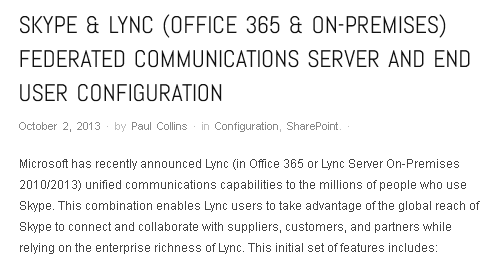 SKYPE & LYNC (OFFICE 365 & ON-PREMISES)
FEDERATED COMMUNICATIONS SERVER AND END
USER CONFIGURATION
October 2, 2013 · by Paul Collins · in Configuration, SharePoint. ·
Microsoft has recently announced Lync (in Office 365 or Lync Server On-Premises
2010/2013) unified communications capabilities to the millions of people who use
Skype. This combination enables Lync users to take advantage of the global reach of
Skype to connect and collaborate with suppliers, customers, and partners while
relying on the enterprise richness of Lync. This initial set of features includes: